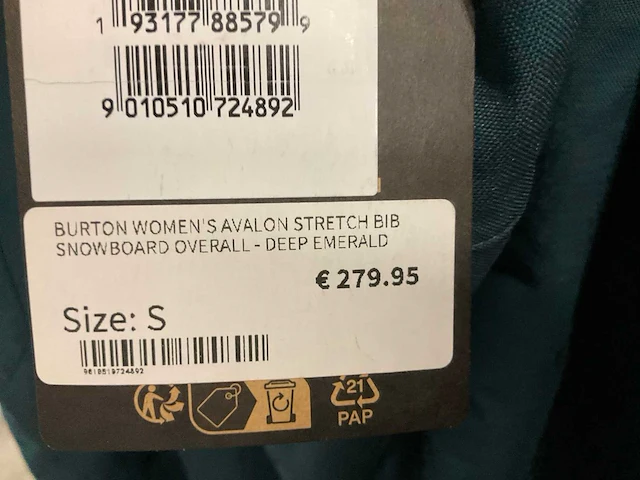 1 93177 88579 9
9 010510 724892
BURTON WOMEN'S AVALON STRETCH BIB
SNOWBOARD OVERALL - DEEP EMERALD
€ 279.95
Size: S
21
PAP